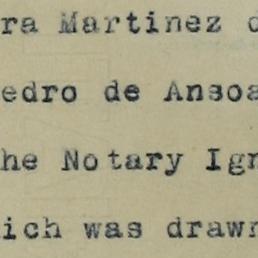 ra Martinez d
edro de Ansoa
he Notary Ign
ich was drawn